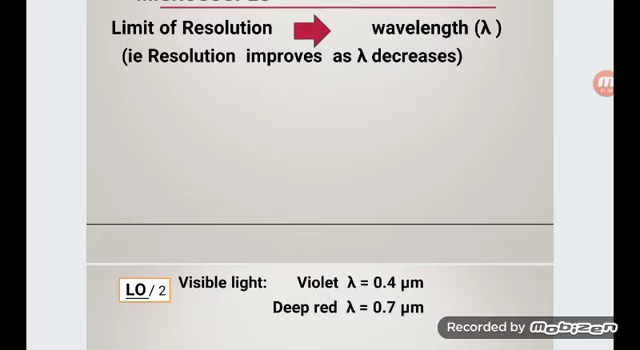 Limit of Resolution wavelength (λ )
(ie Resolution improves as λ decreases)
LO / 2
Visible light: Violet λ = 0.4 μm
Deep red λ = 0.7 μm
Recorded by Mobizen